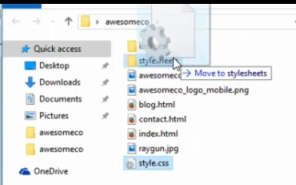 awesomeco
Quick access
Desktop
Downloads
Documents
Pictures
awesomeco
awesomeco
OneDrive
stylesheets
Move to stylesheets
awesomeco
awesomeco_logo_mobile.png
blog.html
contact.html
index.html
raygun.jpg
style.css